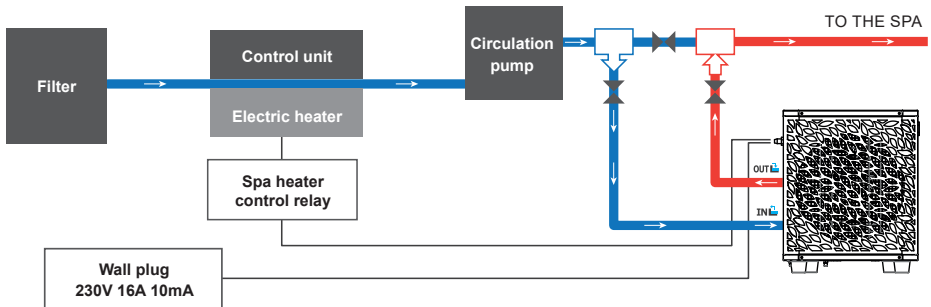 TO THE SPA
Circulation
pump
Control unit
Filter
Electric heater
OUT
Spa heater
control relay
IN
Wall plug
230V 16A 10mA